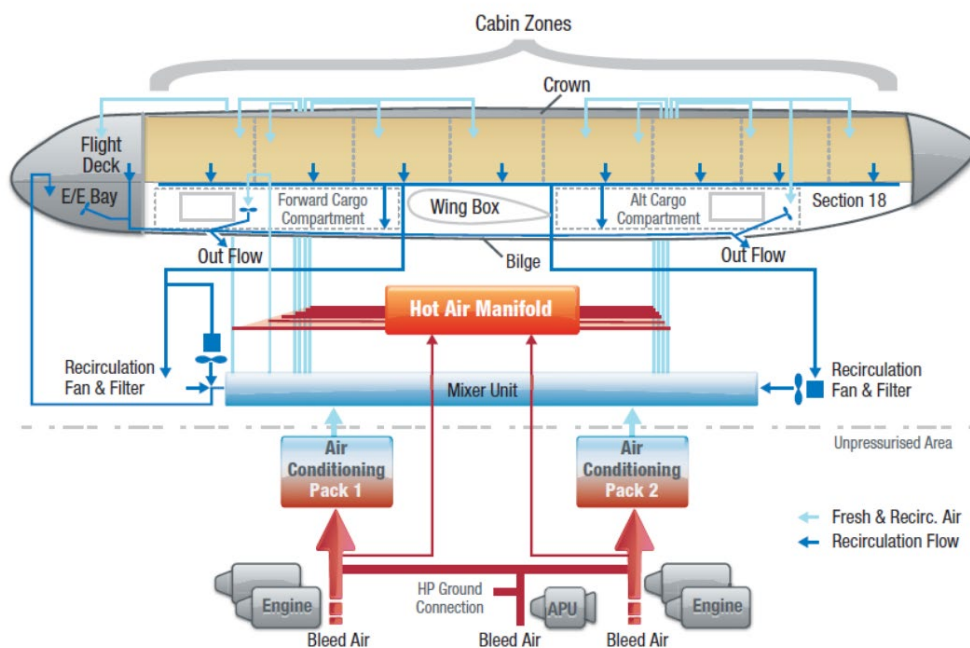 Cabin Zones
Crown
Flight
Deck
E/E Bay
Forward Cargo
Compartment
Wing Box
Alt Cargo
Compartment
Section 18
Out Flow
Bilge
Out Flow
Hot Air Manifold
Recirculation
Fan & Filter
Mixer Unit
Recirculation
Fan & Filter
Unpressurised Area
Air
Conditioning
Pack 1
Air
Conditioning
Pack 2
Fresh & Recirc. Air
Recirculation Flow
Engine
HP Ground
Connection
APU
Engine
Bleed Air
Bleed Air
Bleed Air